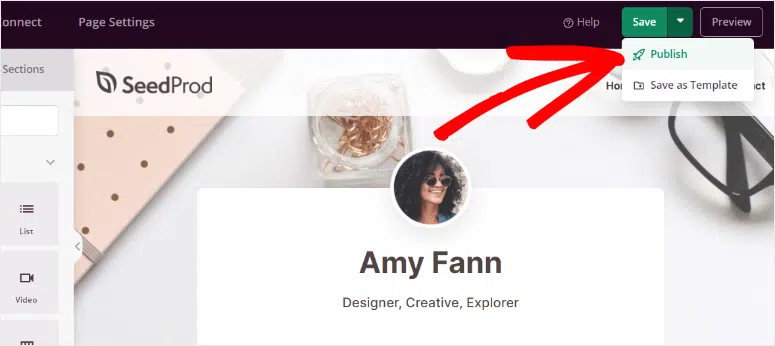 onnect
Page Settings
Help
Save
Preview
Publish
Save as Template
Sections
SeedProd
Hom
ct
List
Video
Amy Fann
Designer, Creative, Explorer